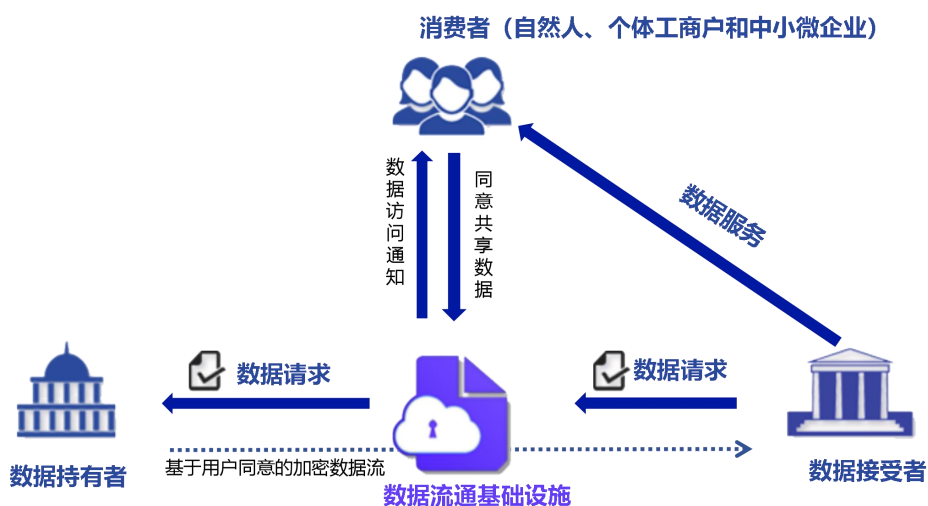 消费者（自然人、个体工商户和中小微企业）
数据访问通知
同意共享数据
数据服务
数据请求
数据请求
基于用户同意的加密数据流
数据持有者
数据流通基础设施
数据接受者